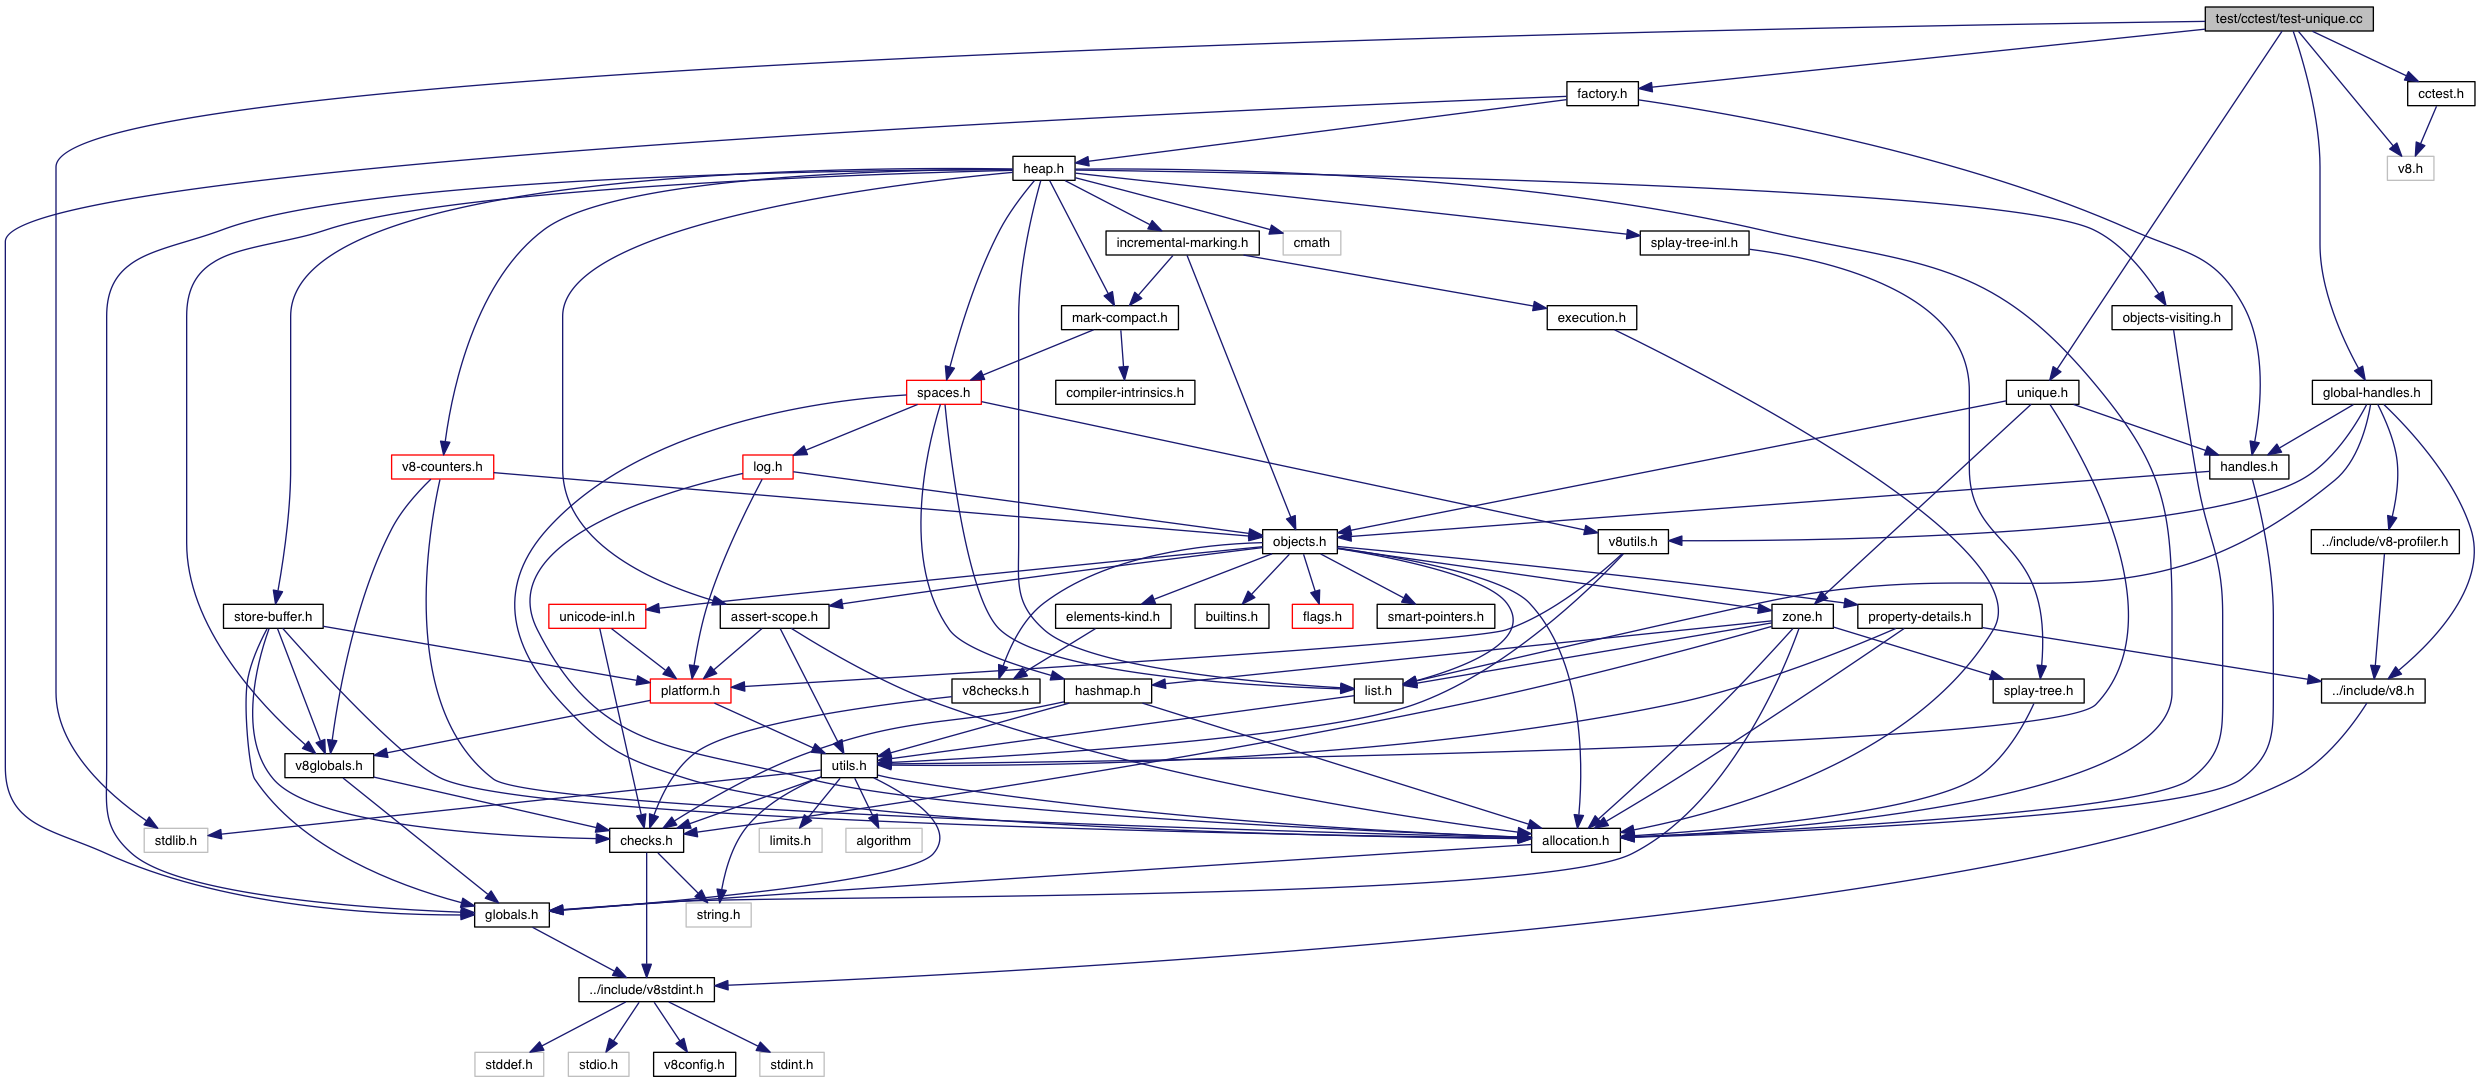 test/cctest/test-unique.cc
factory.h
cctest.h
heap.h
v8.h
incremental-marking.h
cmath
splay-tree-inl.h
mark-compact.h
execution.h
objects-visiting.h
spaces.h
compiler-intrinsics.h
unique.h
global-handles.h
v8-counters.h
log.h
handles.h
objects.h
v8utils.h
../include/v8-profiler.h
store-buffer.h
unicode-inl.h
assert-scope.h
elements-kind.h
builtins.h
flags.h
smart-pointers.h
zone.h
property-details.h
platform.h
v8checks.h
hashmap.h
list.h
splay-tree.h
../include/v8.h
v8globals.h
utils.h
stdlib.h
checks.h
limits.h
algorithm
allocation.h
globals.h
string.h
../include/v8stdint.h
stddef.h
stdio.h
v8config.h
stdint.h